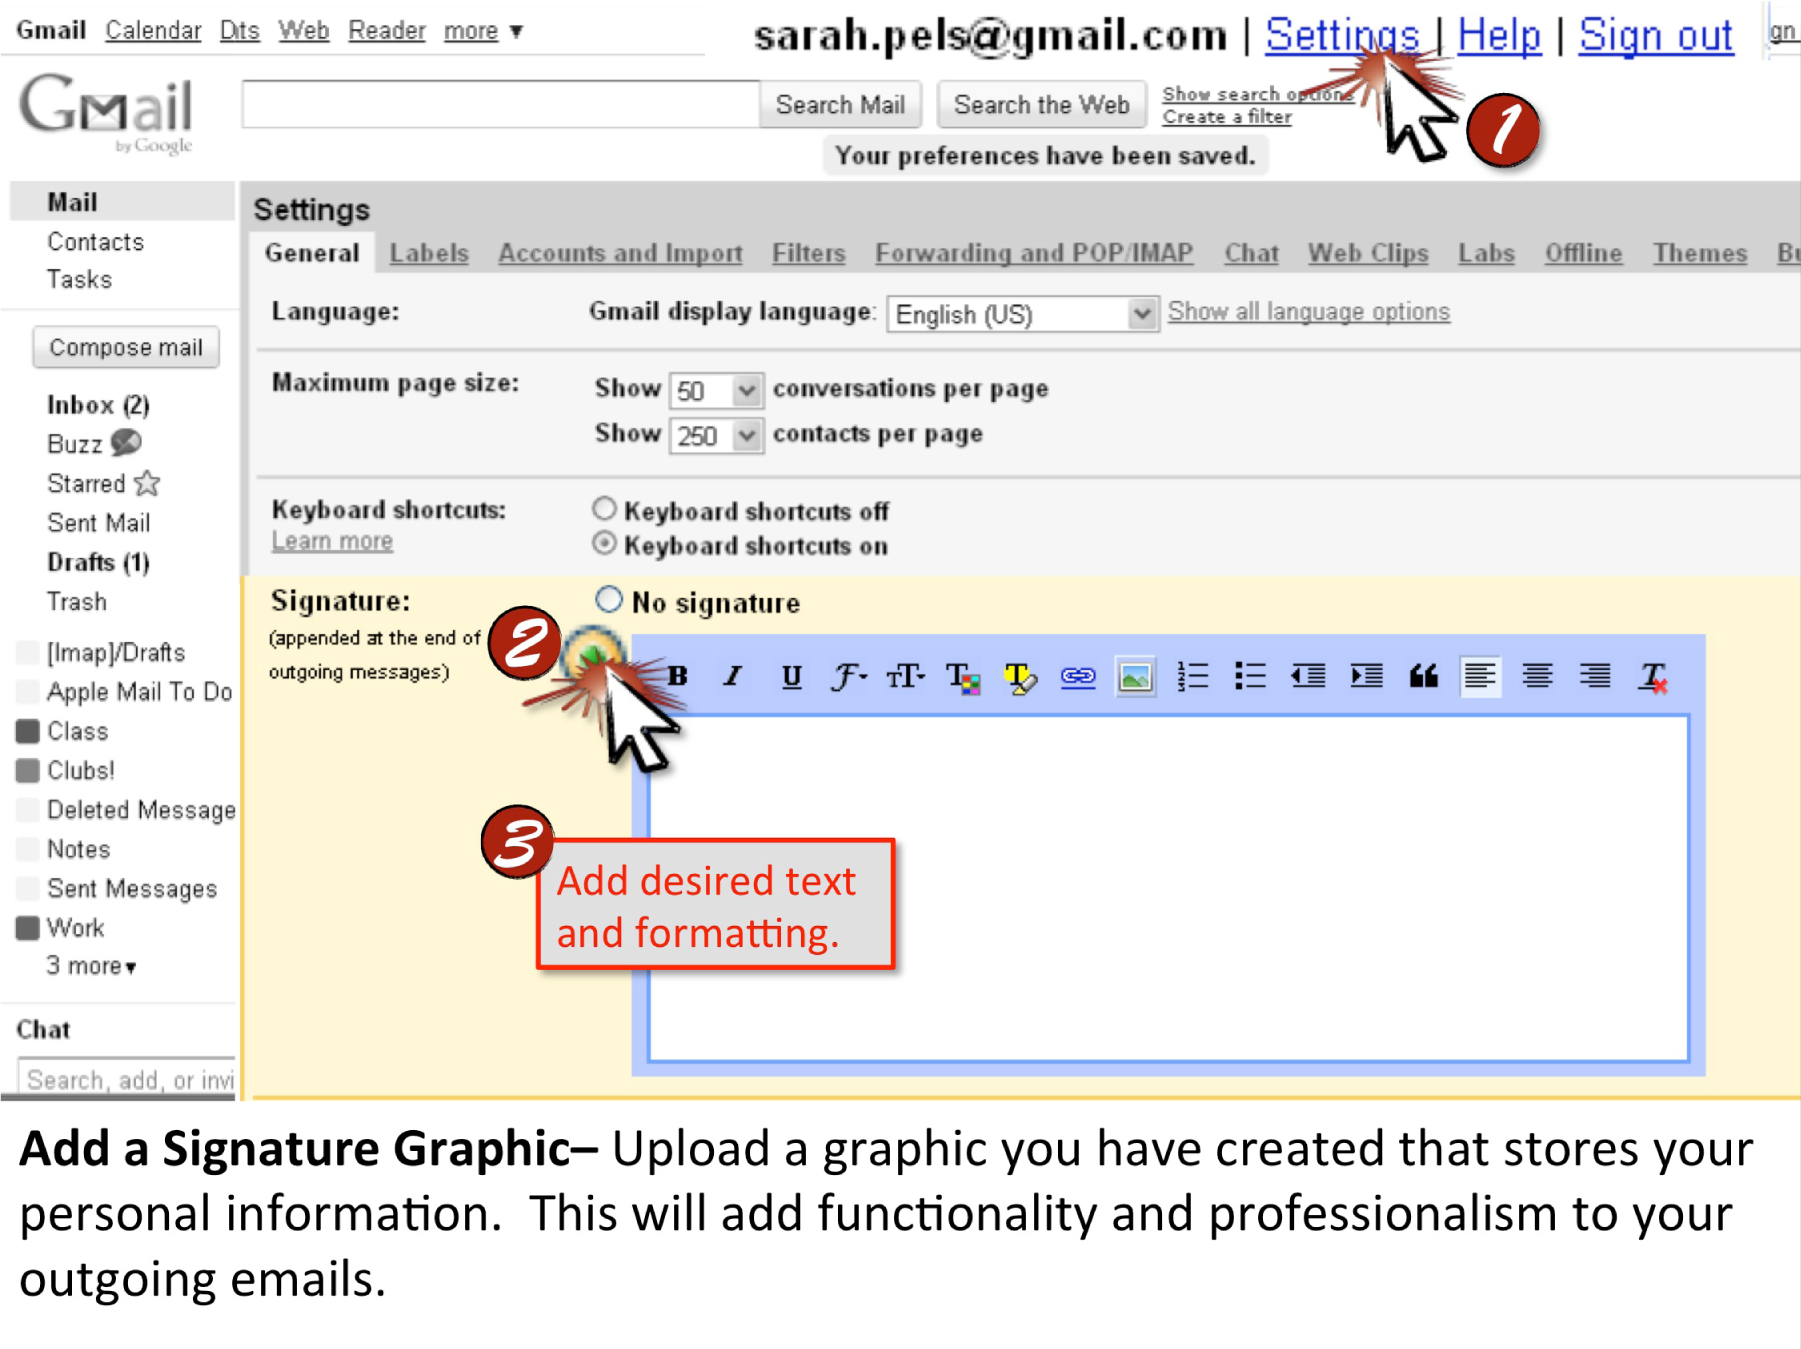 Gmail Calendar Dits Web Reader more ▼
sarah.pels@gmail.com | Settings | Help | Sign out
gn
Gmail
by Google
Search Mail
Search the Web
Show search options
Create a filter
1
Your preferences have been saved.
Mail
Contacts
Tasks
Compose mail
Inbox (2)
Buzz
Starred
Sent Mail
Drafts (1)
Trash
[Imap]/Drafts
Apple Mail To Do
Class
Clubs!
Deleted Message
Notes
Sent Messages
Work
3 more ▾
Chat
Search, add, or invi
Settings
General Labels Accounts and Import Filters Forwarding and POP/IMAP Chat Web Clips Labs Offline Themes Bu
Language: Gmail display language: English (US) Show all language options
Maximum page size: Show 50 conversations per page
Show 250 contacts per page
Keyboard shortcuts: Keyboard shortcuts off
Learn more Keyboard shortcuts on
Signature: No signature
(appended at the end of
outgoing messages)
2
B I U F T T T T T
3
Add desired text
and formatting.
Add a Signature Graphic– Upload a graphic you have created that stores your
personal information. This will add functionality and professionalism to your
outgoing emails.